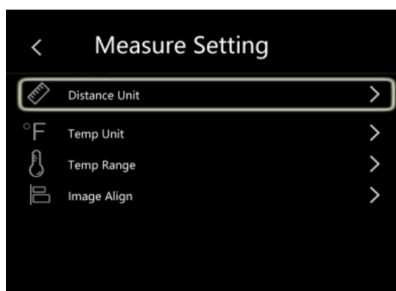 Measure Setting
Distance Unit
°F Temp Unit
Temp Range
Image Align